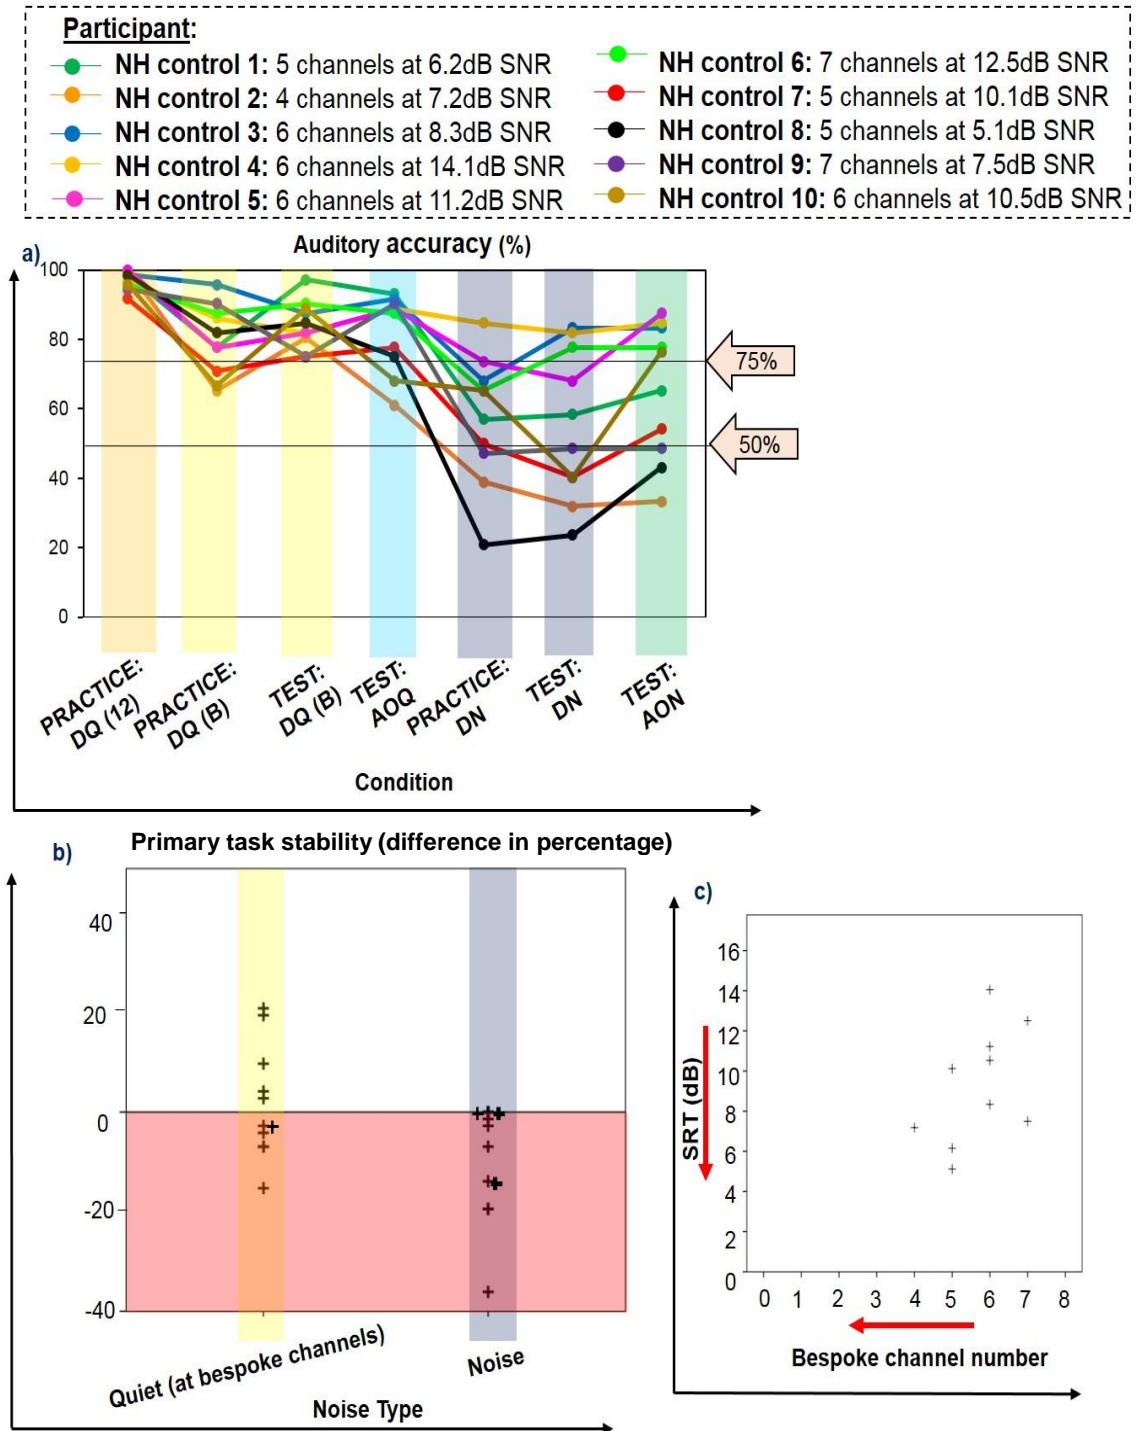 Participant:
NH control 1: 5 channels at 6.2dB SNR
NH control 2: 4 channels at 7.2dB SNR
NH control 3: 6 channels at 8.3dB SNR
NH control 4: 6 channels at 14.1dB SNR
NH control 5: 6 channels at 11.2dB SNR
NH control 6: 7 channels at 12.5dB SNR
NH control 7: 5 channels at 10.1dB SNR
NH control 8: 5 channels at 5.1dB SNR
NH control 9: 7 channels at 7.5dB SNR
NH control 10: 6 channels at 10.5dB SNR
a)
Auditory accuracy (%)
100
80
60
40
20
0
75%
50%
PRACTICE:
DQ (12)
PRACTICE:
DQ (B)
TEST:
DQ (B)
TEST:
AOQ
PRACTICE:
DN
TEST:
DN
TEST:
AON
Condition
b)
Primary task stability (difference in percentage)
40
20
0
-20
-40
Quiet (at bespoke channels)
Noise
Noise Type
c)
SRT (dB)
16
14
12
10
8
6
4
2
0
0 1 2 3 4 5 6 7 8
Bespoke channel number